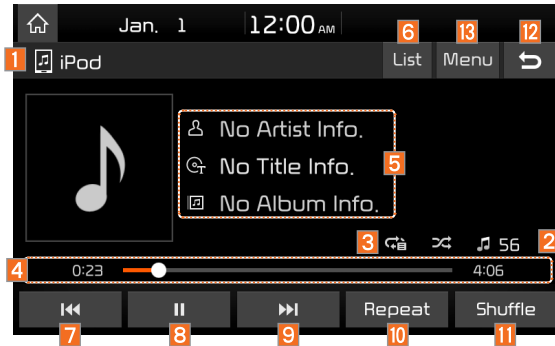 Jan. 1 12:00 AM
6 13 12
1 iPod List Menu
No Artist Info.
No Title Info. 5
No Album Info.
3 56 2
4 0:23 4:06
Repeat Shuffle
7 8 9 10 11